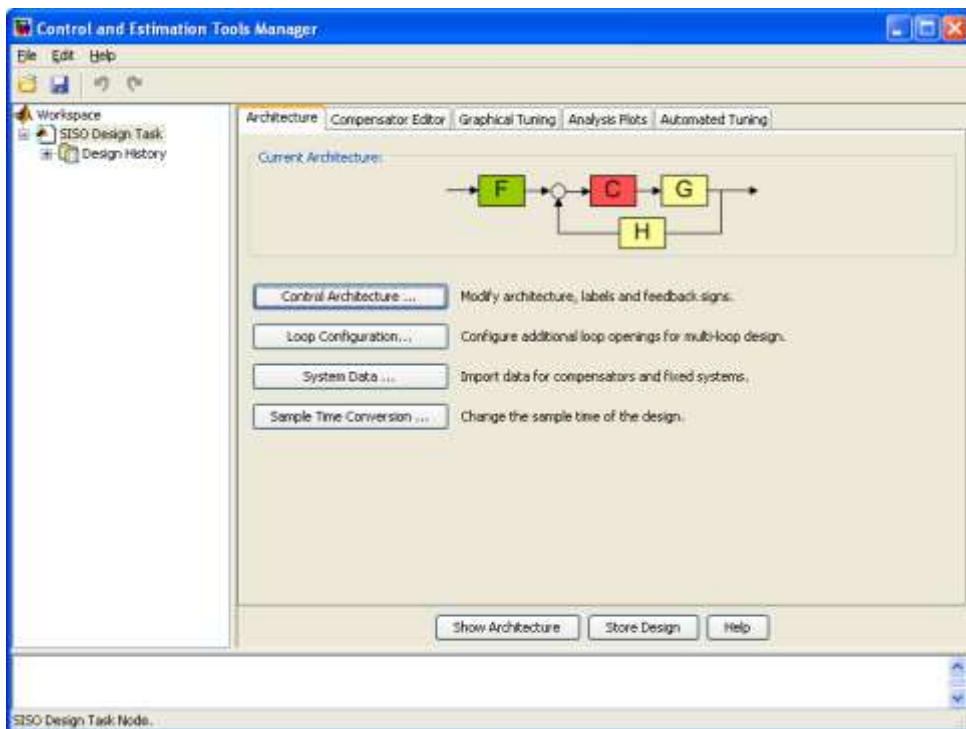 Control and Estimation Tools Manager
File Edit Help
Workspace
SISO Design Task
Design History
Architecture Compensator Editor Graphical Tuning Analysis Plots Automated Tuning
Current Architecture:
F C G
H
Control Architecture ... Modify architecture, labels and feedback signs.
Loop Configuration... Configure additional loop openings for multi-loop design.
System Data ... Import data for compensators and fixed systems.
Sample Time Conversion ... Change the sample time of the design.
Show Architecture Store Design Help
SISO Design Task Node.